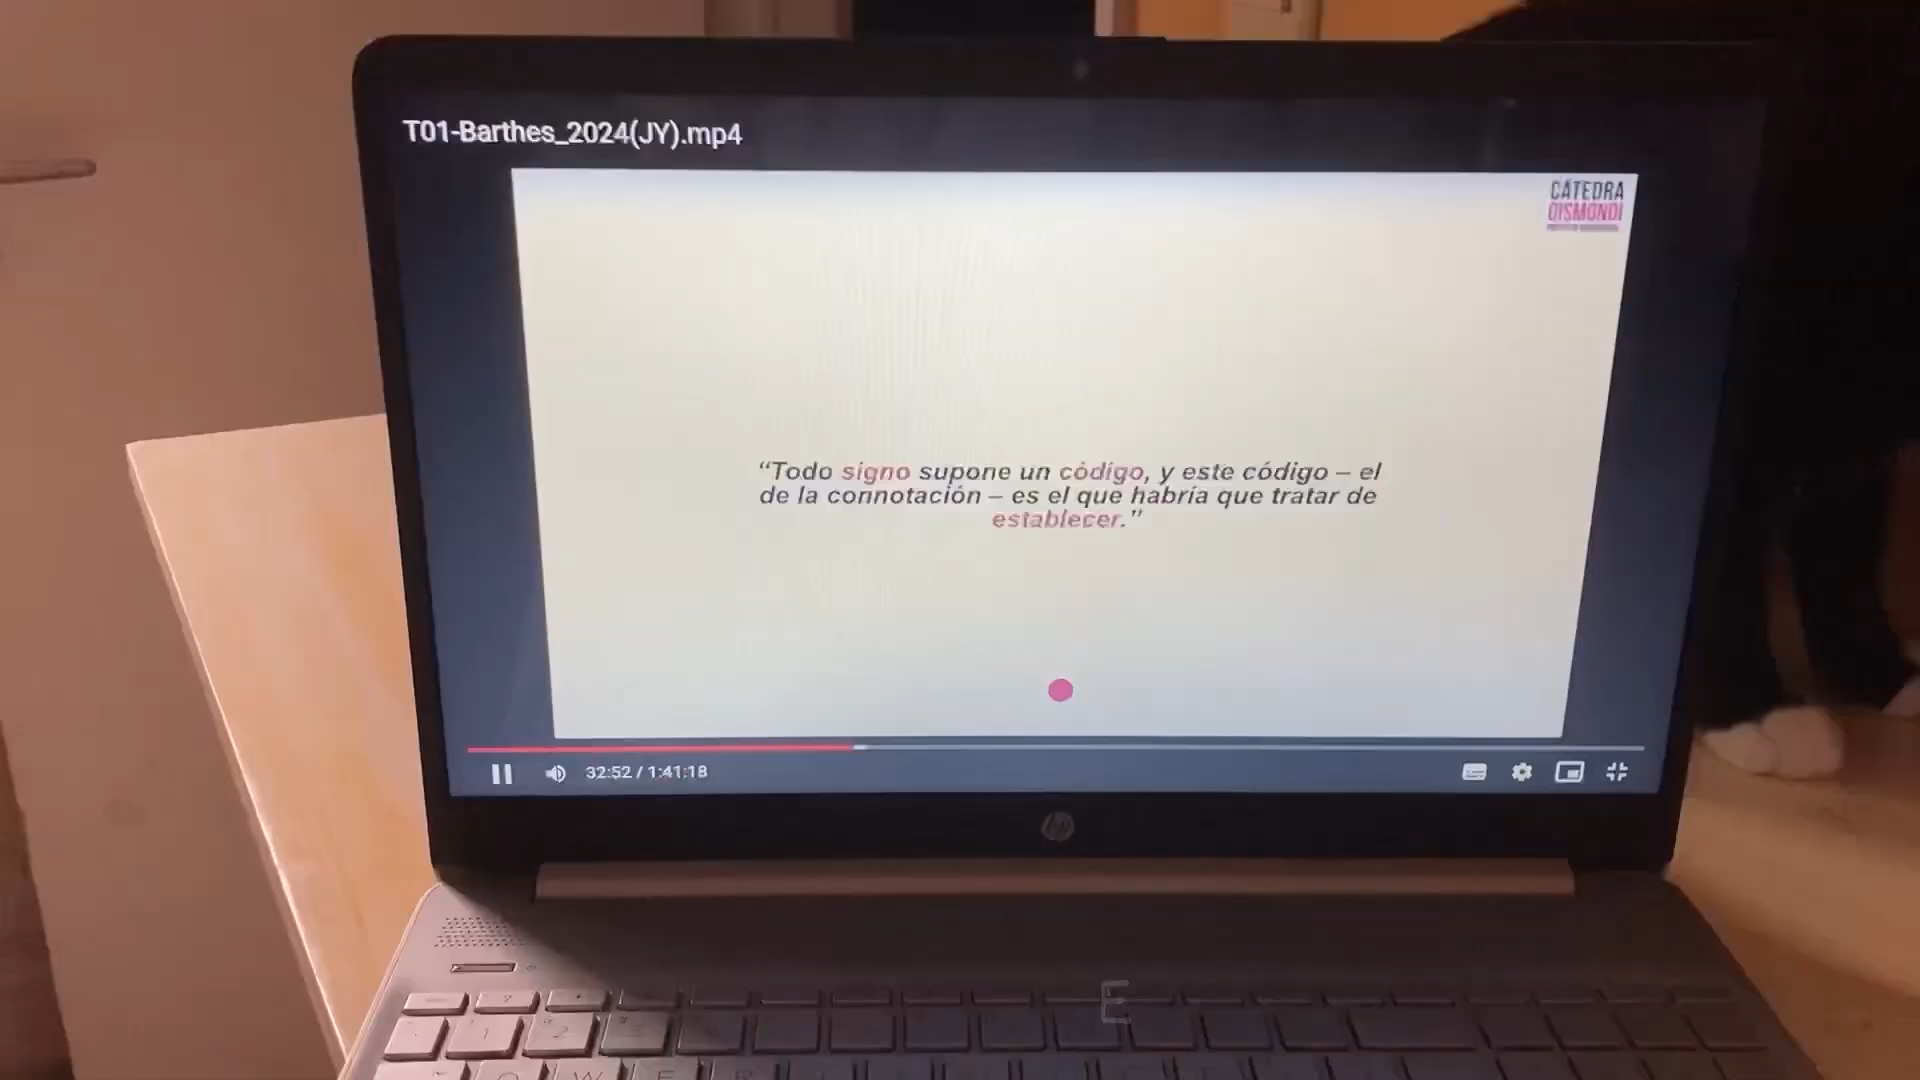 T01-Barthes_2024(JY).mp4
CÁTEDRA
DISMONDI
“Todo signo supone un código, y este código – el
de la connotación – es el que habría que tratar de
establecer.”
32:52 / 1:41:18
hp
E